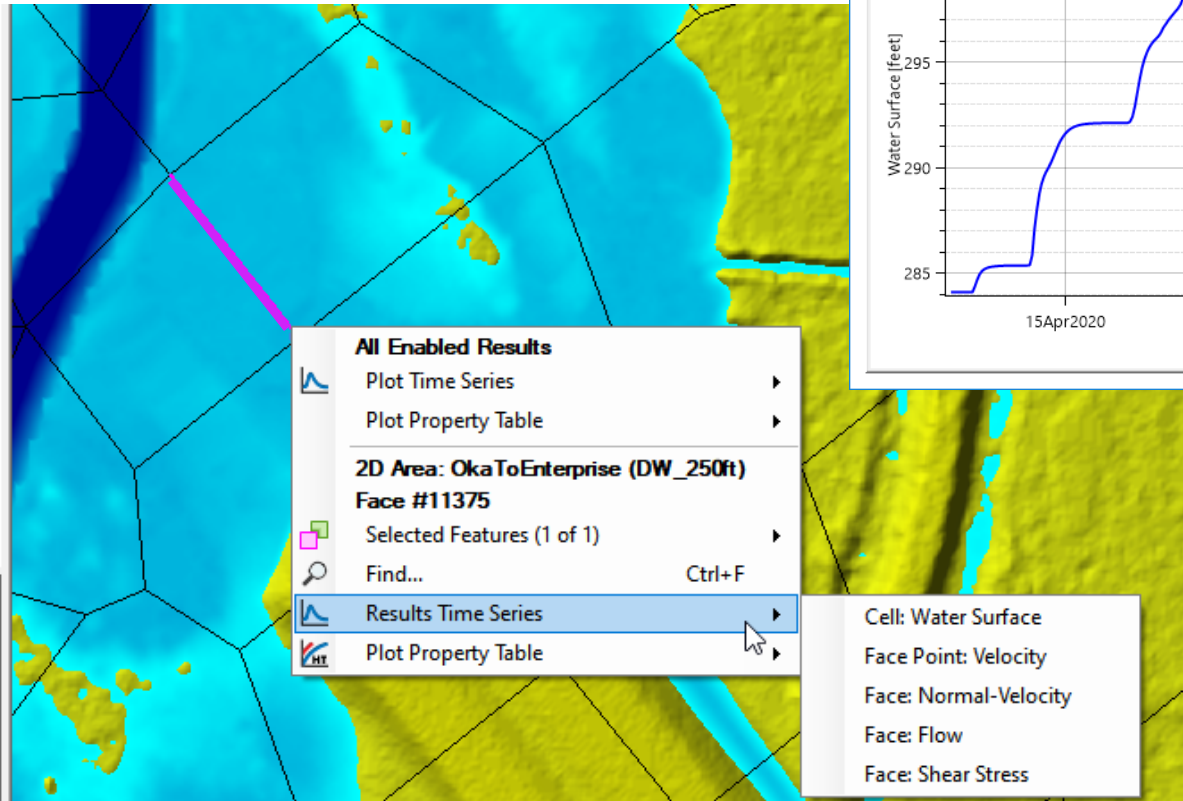 Water Surface [feet]
295
290
285
15Apr2020
All Enabled Results
Plot Time Series
Plot Property Table
2D Area: OkaToEnterprise (DW_250ft)
Face #11375
Selected Features (1 of 1)
Find... Ctrl+F
Results Time Series
HT Plot Property Table
Cell: Water Surface
Face Point: Velocity
Face: Normal-Velocity
Face: Flow
Face: Shear Stress